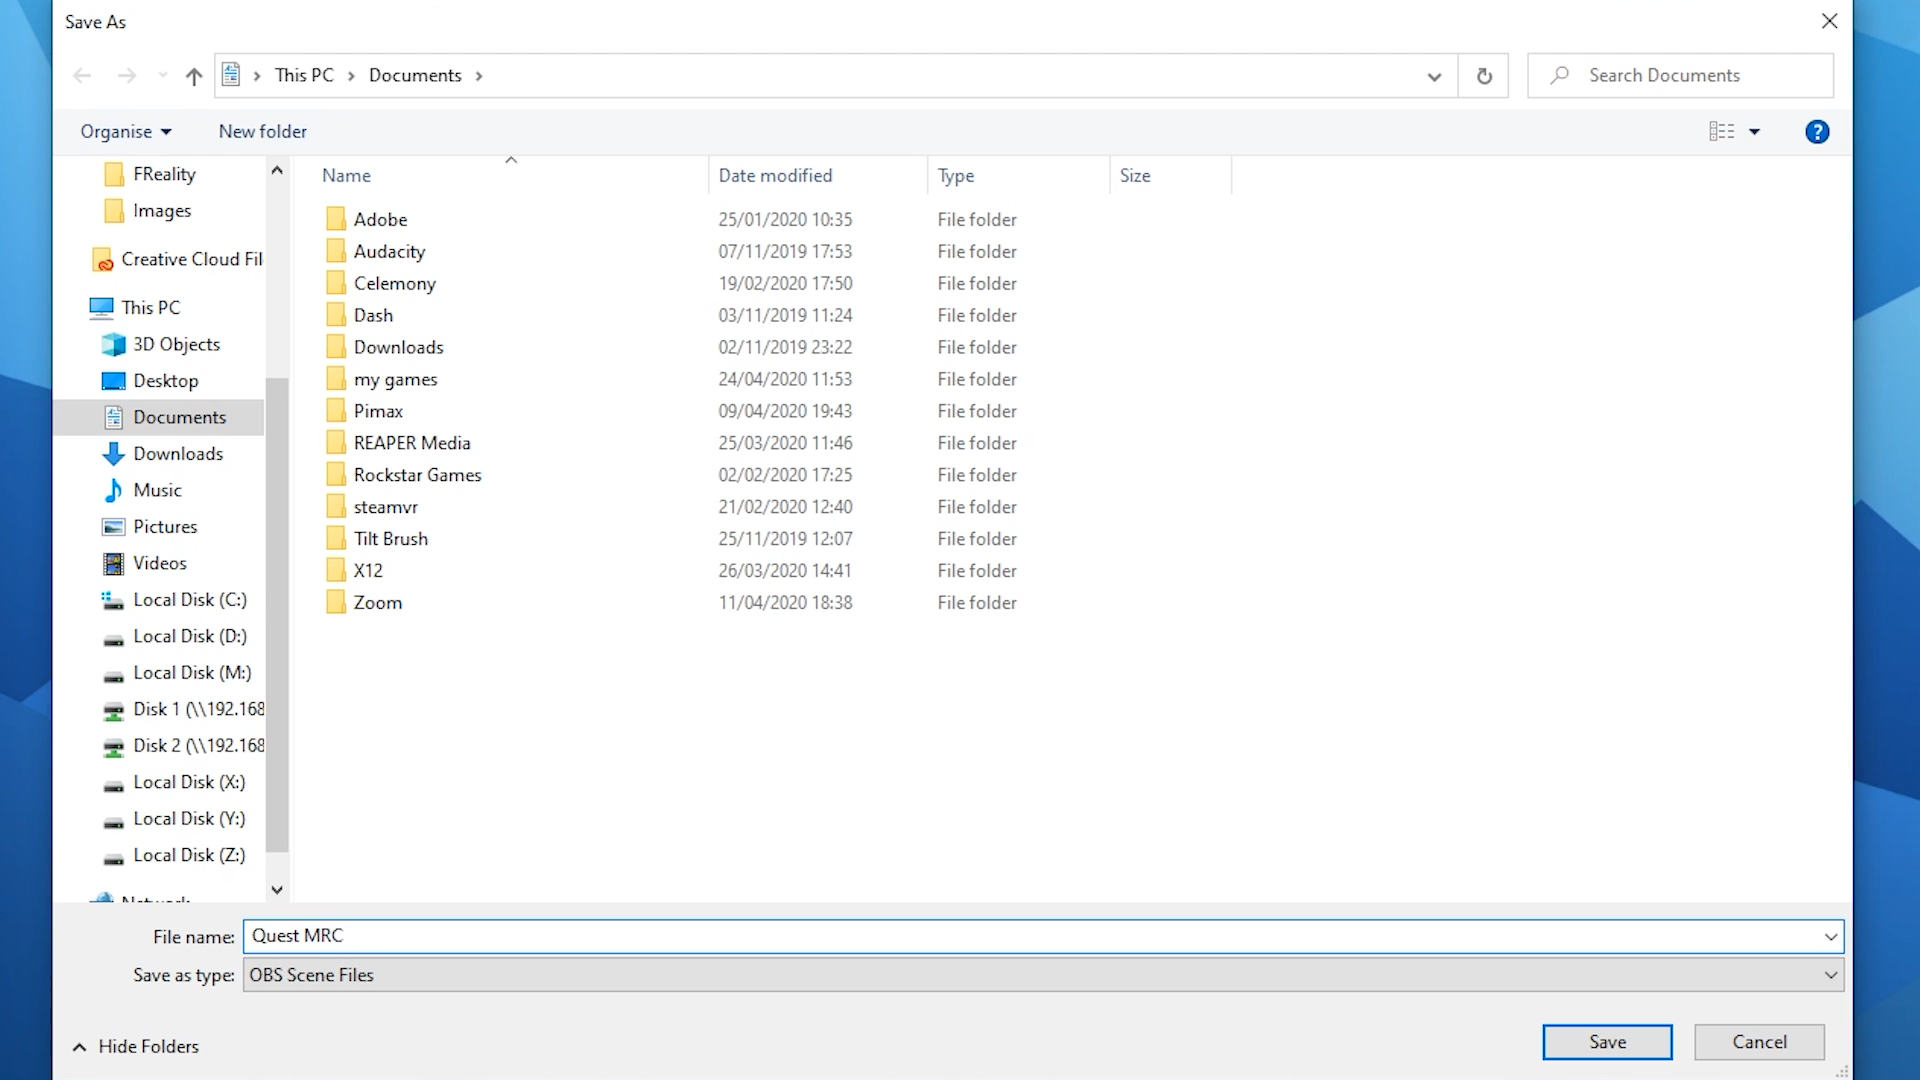 Save As
This PC Documents
Search Documents
Organise New folder
?
Name Date modified Type Size
FReality
Images
Creative Cloud Fil
This PC
3D Objects
Desktop
Documents
Downloads
Music
Pictures
Videos
Local Disk (C:)
Local Disk (D:)
Local Disk (M:)
Disk 1 (\\192.168
Disk 2 (\\192.168
Local Disk (X:)
Local Disk (Y:)
Local Disk (Z:)
Network
Adobe 25/01/2020 10:35 File folder
Audacity 07/11/2019 17:53 File folder
Celemony 19/02/2020 17:50 File folder
Dash 03/11/2019 11:24 File folder
Downloads 02/11/2019 23:22 File folder
my games 24/04/2020 11:53 File folder
Pimax 09/04/2020 19:43 File folder
REAPER Media 25/03/2020 11:46 File folder
Rockstar Games 02/02/2020 17:25 File folder
steamvr 21/02/2020 12:40 File folder
Tilt Brush 25/11/2019 12:07 File folder
X12 26/03/2020 14:41 File folder
Zoom 11/04/2020 18:38 File folder
File name: Quest MRC
Save as type: OBS Scene Files
Hide Folders
Save Cancel